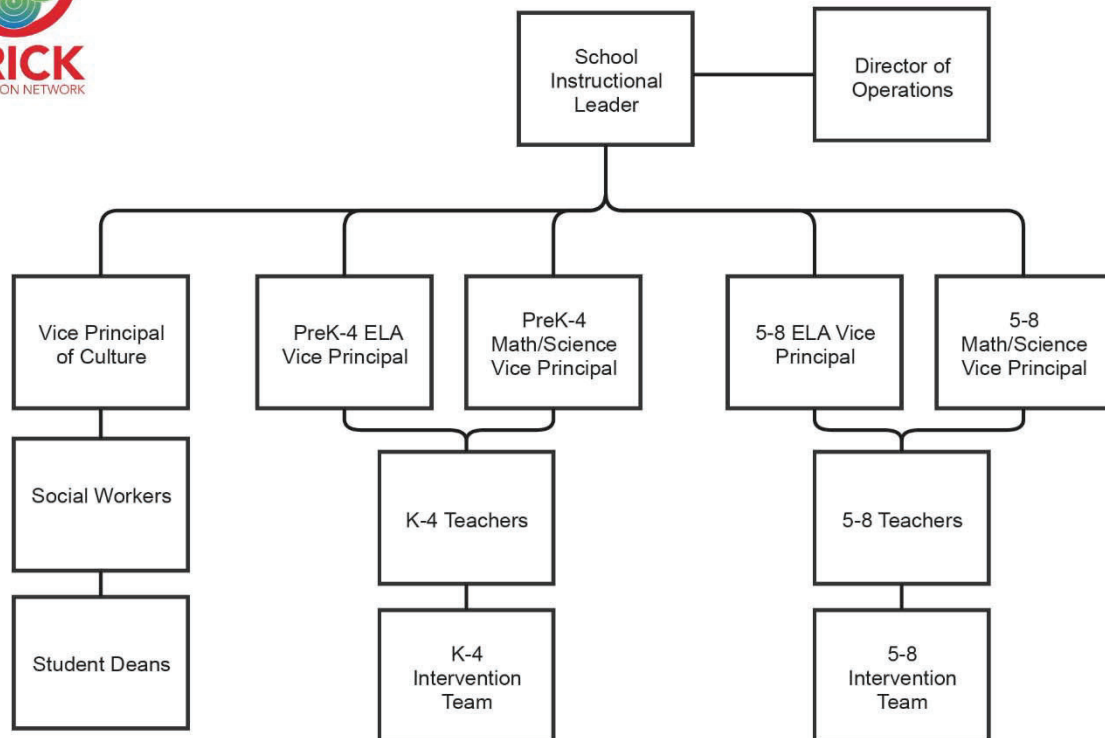 RICK
ON NETWORK
School
Instructional
Leader
Director of
Operations
Vice Principal
of Culture
PreK-4 ELA
Vice Principal
PreK-4
Math/Science
Vice Principal
5-8 ELA Vice
Principal
5-8
Math/Science
Vice Principal
Social Workers
K-4 Teachers
5-8 Teachers
Student Deans
K-4
Intervention
Team
5-8
Intervention
Team